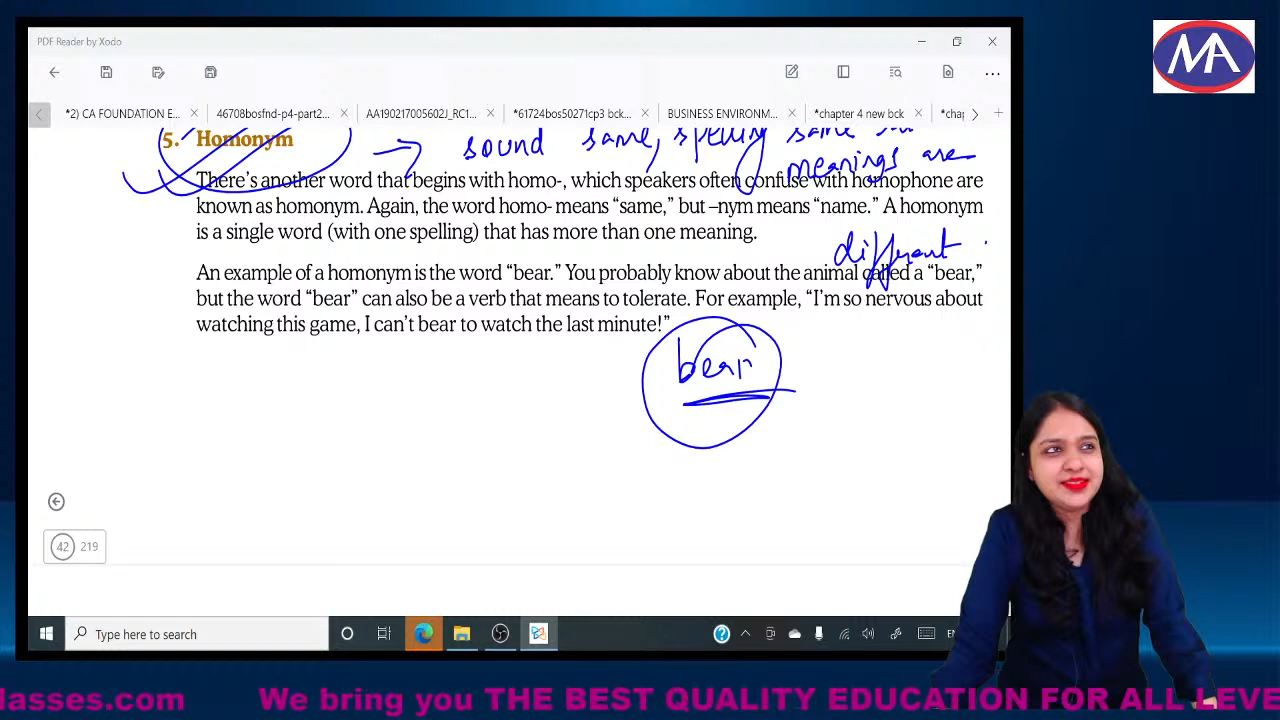 PDF Reader by Xodo
MA
*2) CA FOUNDATION E... × 46708bosfnd-p4-part2... × AA190217005602J_RC1... × *61724bos50271cp3 bck... × BUSINESS ENVIRONM... × *chapter 4 new bck × *chap
5. Homonym
sound same, spelling same
meanings are
There's another word that begins with homo-, which speakers often confuse with homophone are
known as homonym. Again, the word homo- means “same,” but –nym means “name.” A homonym
is a single word (with one spelling) that has more than one meaning.
different
An example of a homonym is the word “bear.” You probably know about the animal called a “bear,”
but the word “bear” can also be a verb that means to tolerate. For example, “I'm so nervous about
watching this game, I can't bear to watch the last minute!”
bear
42 219
Type here to search
EN
lasses.com We bring you THE BEST QUALITY EDUCATION FOR ALL LEVE